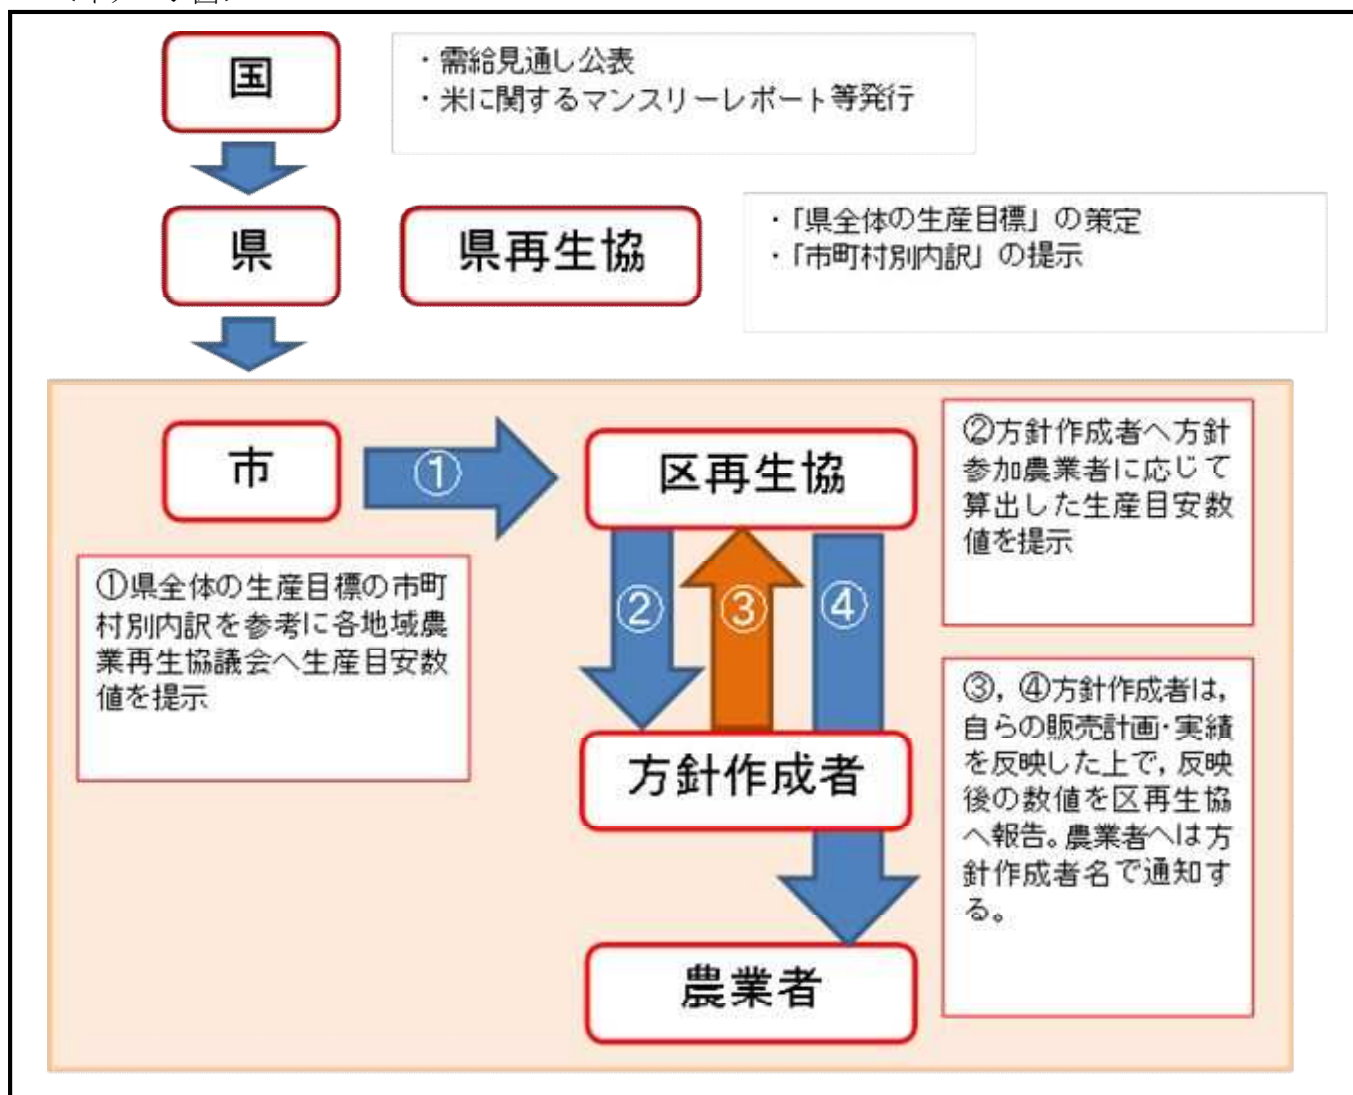 国
・需給見通し公表
・米に関するマンスリーレポート等発行
県
県再生協
・「県全体の生産目標」の策定
・「市町村別内訳」の提示
市
①
区再生協
②方針作成者へ方針
参加農業者に応じて
算出した生産目安数
値を提示
①県全体の生産目標の市町
村別内訳を参考に各地域農
業再生協議会へ生産目安数
値を提示
②
③
④
③，④方針作成者は，
自らの販売計画・実績
を反映した上で，反映
後の数値を区再生協
へ報告。農業者へは方
針作成者名で通知す
る。
方針作成者
農業者